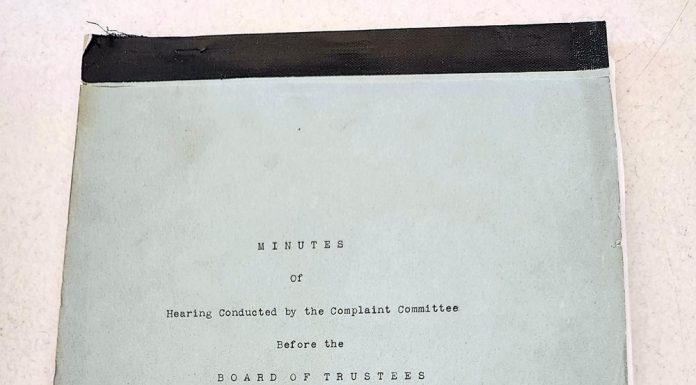 M I N U T E S
Of
Hearing Conducted by the Complaint Committee
Before the
B O A R D O F T R U S T E E S